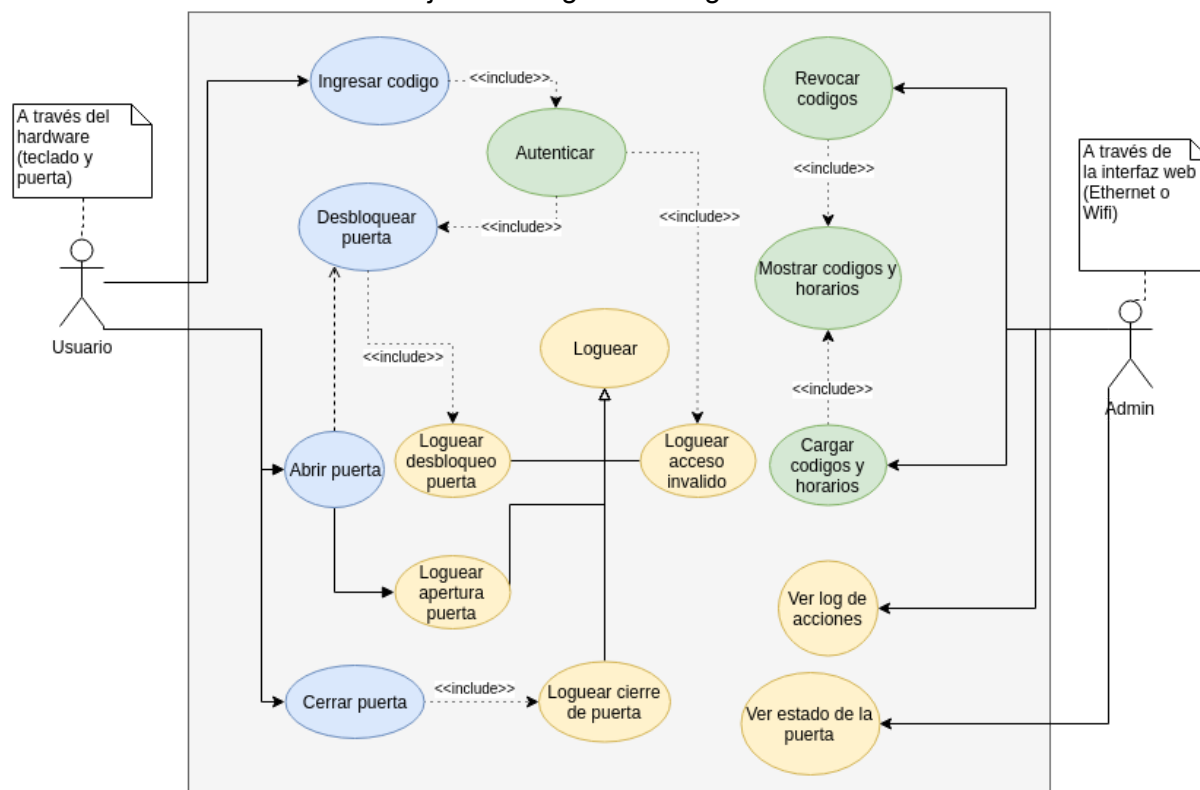 Ingresar codigo
<<include>>
Revocar
codigos
A través del
hardware
(teclado y
puerta)
Autenticar
A través de
la interfaz web
(Ethernet o
Wifi)
<<include>>
Desbloquear
puerta
<<include>>
<<include>>
Mostrar codigos y
horarios
Usuario
Loguear
<<include>>
<<include>>
Admin
Abrir puerta
Loguear
desbloqueo
puerta
Loguear
acceso
invalido
Cargar
codigos y
horarios
Loguear
apertura
puerta
Ver log de
acciones
Cerrar puerta
<<include>>
Loguear cierre
de puerta
Ver estado de la
puerta